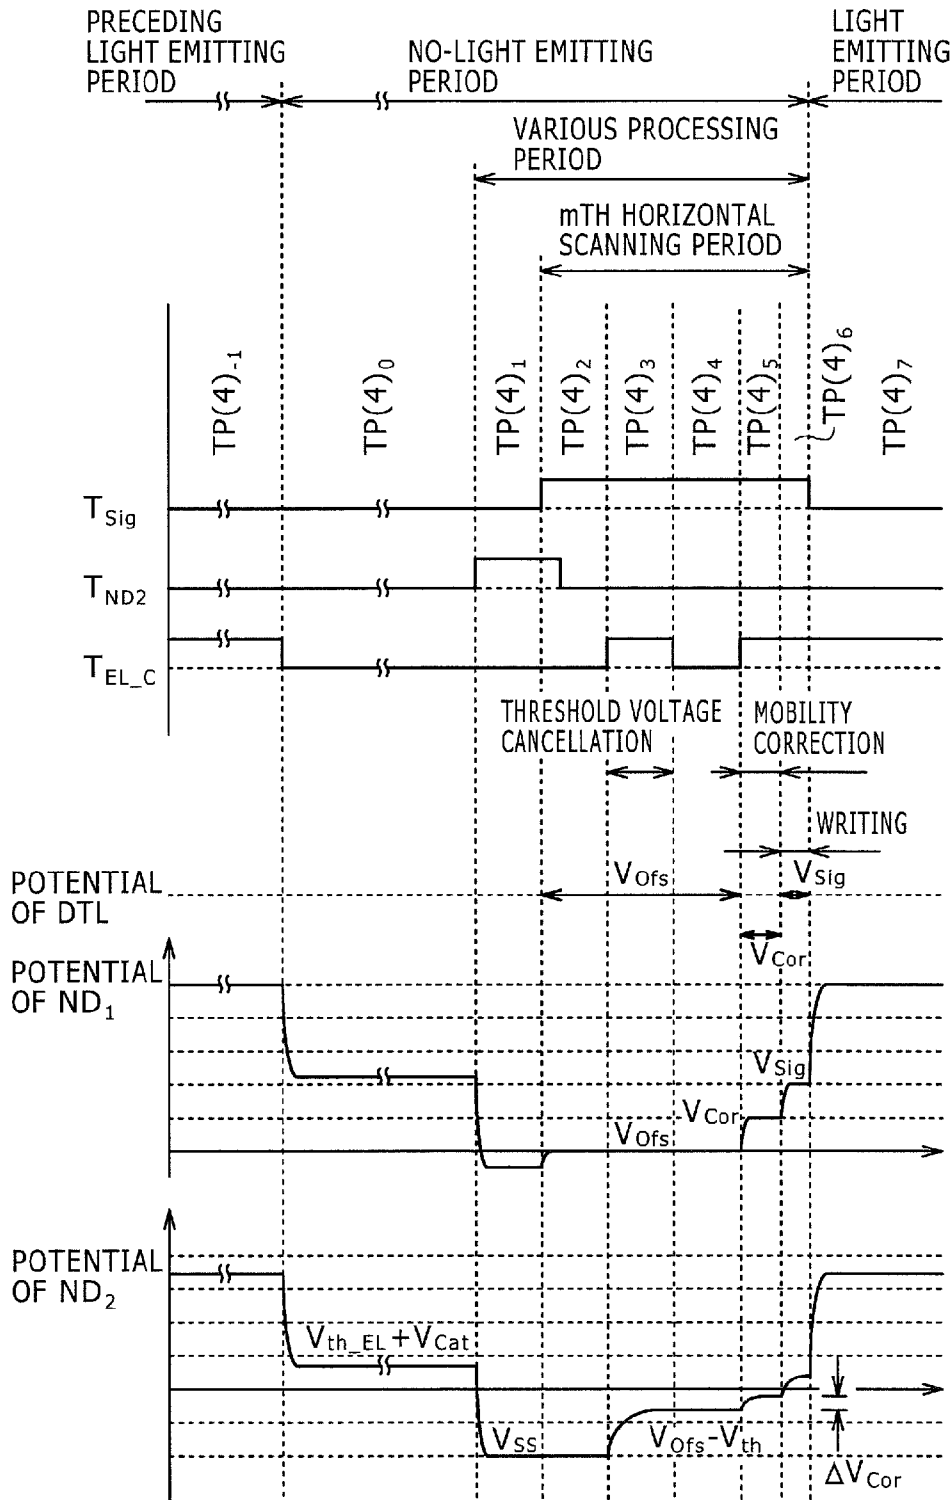 PRECEDING
LIGHT EMITTING
PERIOD
NO-LIGHT EMITTING
PERIOD
LIGHT
EMITTING
PERIOD
VARIOUS PROCESSING
PERIOD
mTH HORIZONTAL
SCANNING PERIOD
TP(4)-1
TP(4)0
TP(4)1
TP(4)2
TP(4)3
TP(4)4
TP(4)5
TP(4)6
TP(4)7
TSig
TND2
TEL_C
THRESHOLD VOLTAGE
CANCELLATION
MOBILITY
CORRECTION
WRITING
POTENTIAL
OF DTL
VOfs
VSig
VCor
POTENTIAL
OF ND1
VSig
VCor
VOfs
POTENTIAL
OF ND2
Vth_EL+VCat
VSS
VOfs-Vth
ΔVCor